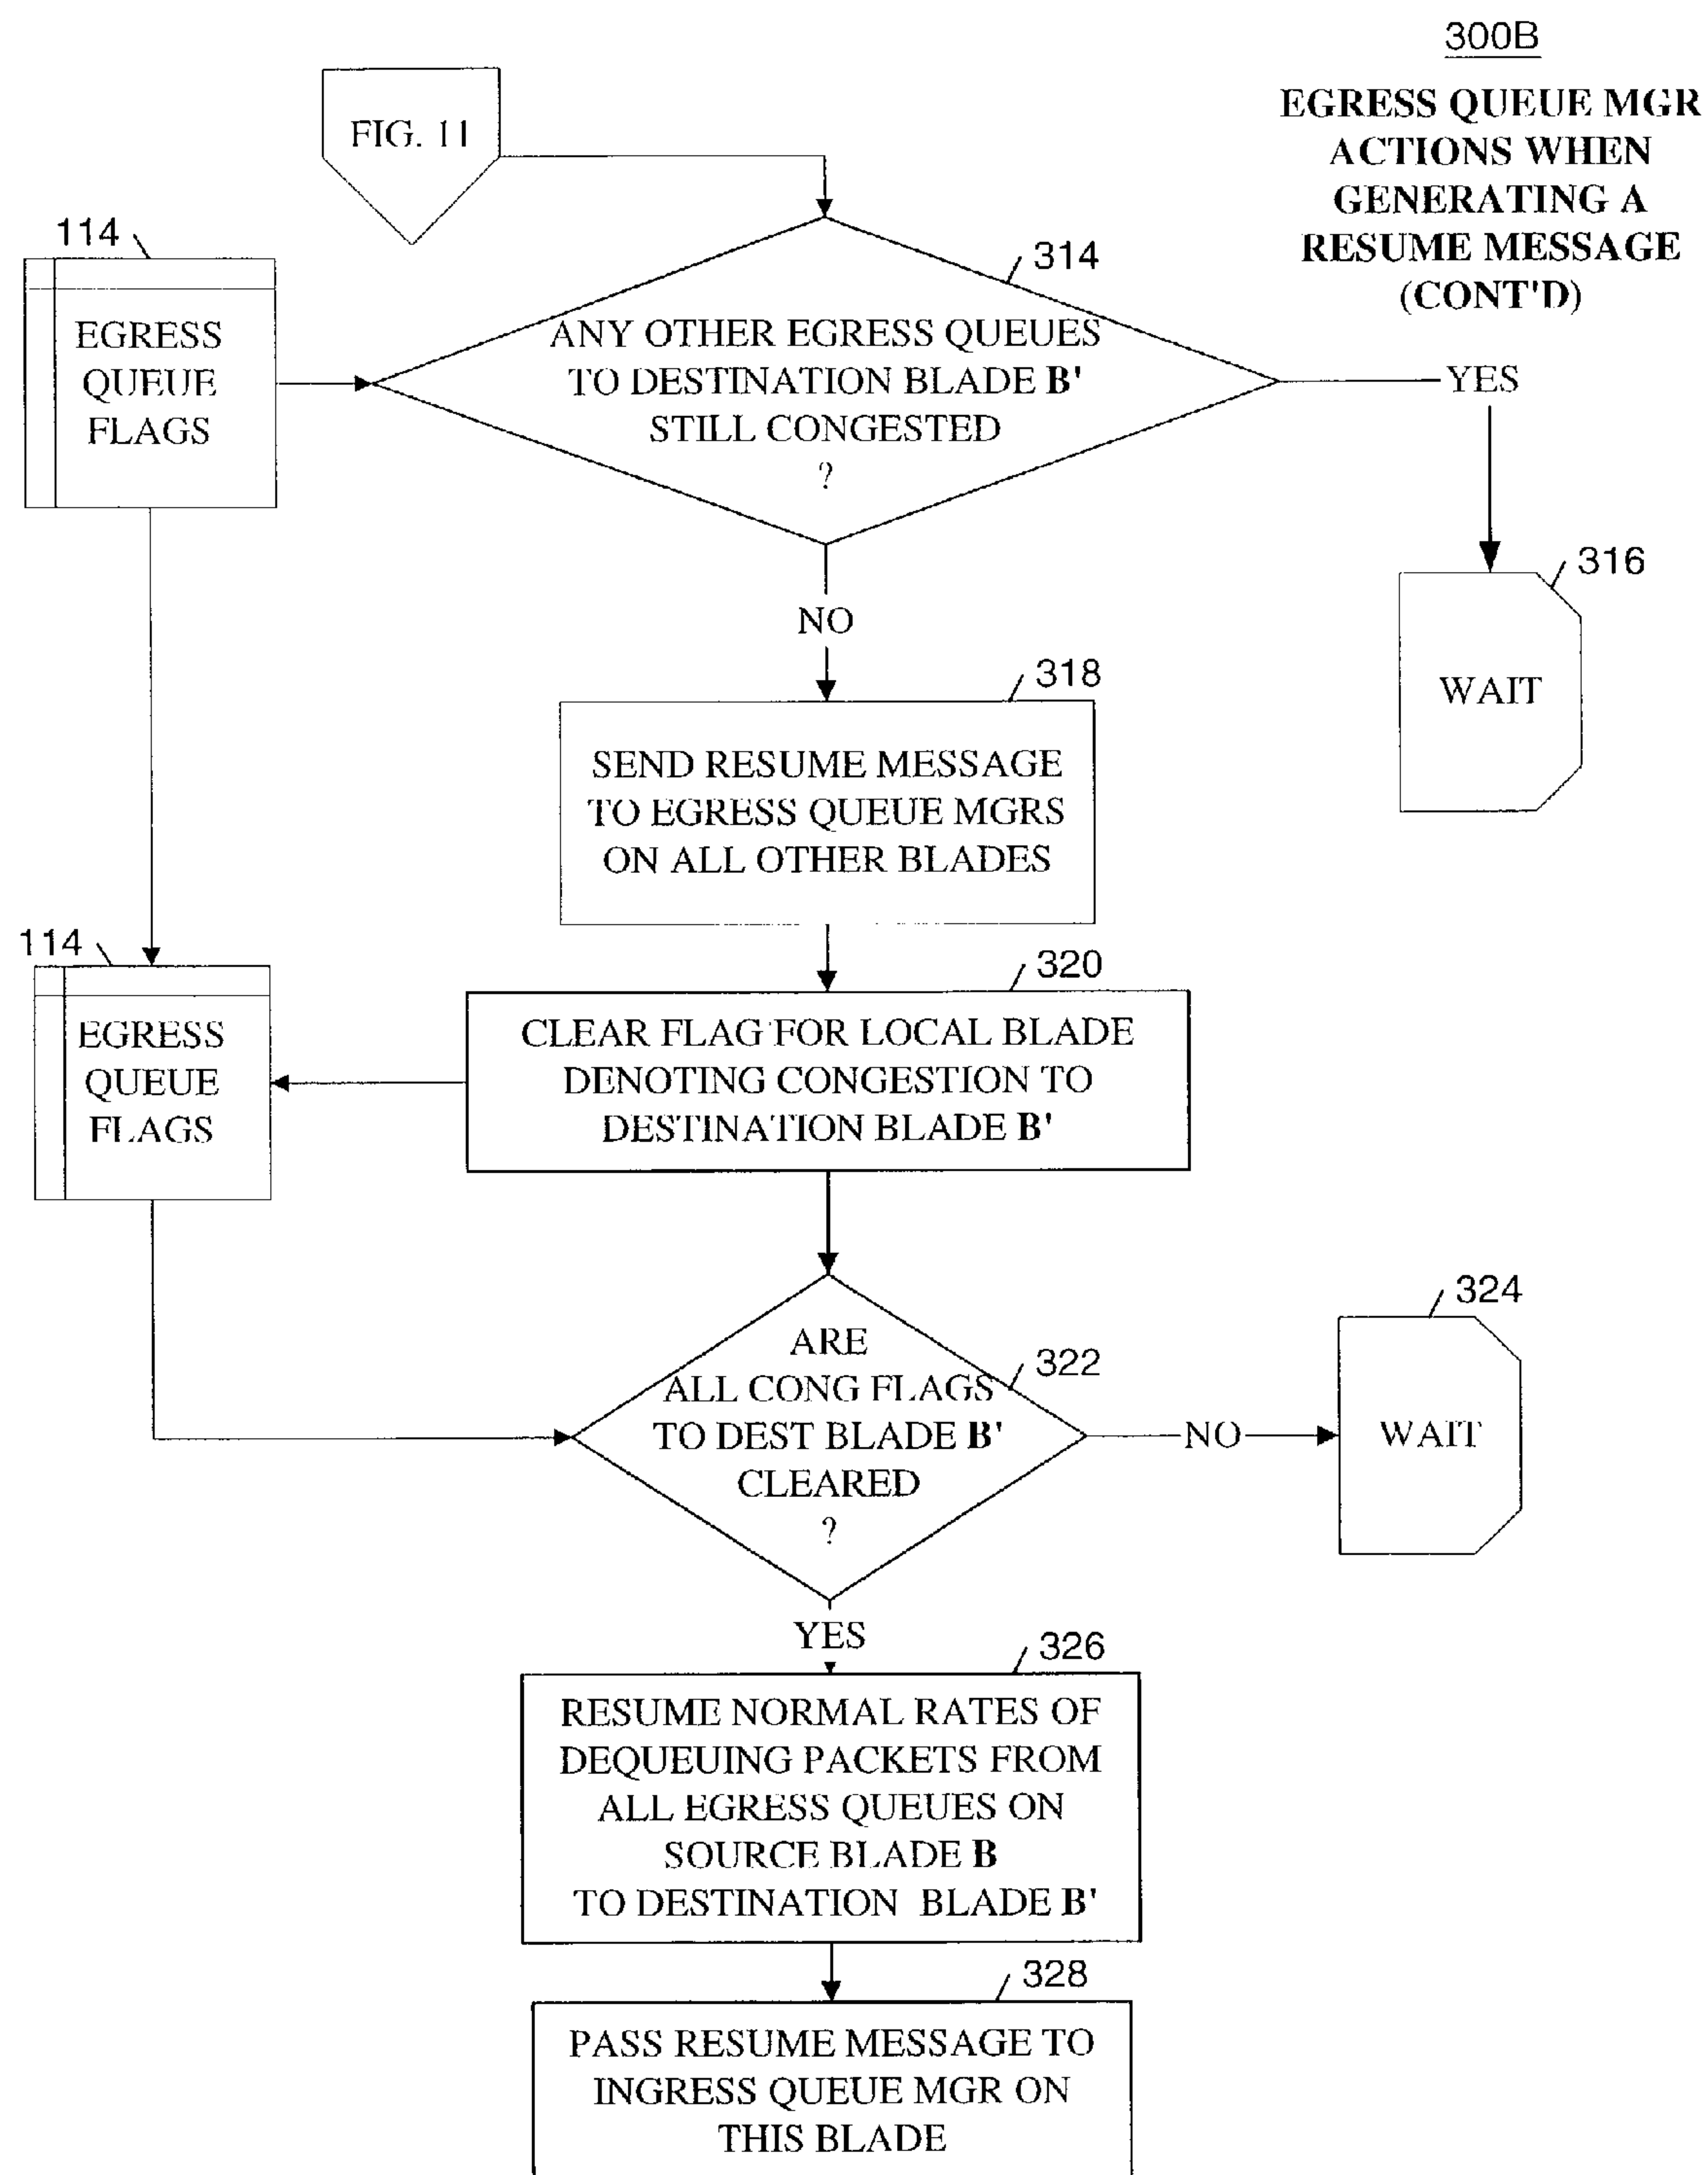 300B
EGRESS QUEUE MGR
ACTIONS WHEN
GENERATING A
RESUME MESSAGE
(CONT'D)
FIG. 11
114
EGRESS
QUEUE
FLAGS
314
ANY OTHER EGRESS QUEUES
TO DESTINATION BLADE B'
STILL CONGESTED
?
YES
316
WAIT
NO
318
SEND RESUME MESSAGE
TO EGRESS QUEUE MGRS
ON ALL OTHER BLADES
114
EGRESS
QUEUE
FLAGS
320
CLEAR FLAG FOR LOCAL BLADE
DENOTING CONGESTION TO
DESTINATION BLADE B'
322
ARE
ALL CONG FLAGS
TO DEST BLADE B'
CLEARED
?
NO
324
WAIT
YES
326
RESUME NORMAL RATES OF
DEQUEUING PACKETS FROM
ALL EGRESS QUEUES ON
SOURCE BLADE B
TO DESTINATION BLADE B'
328
PASS RESUME MESSAGE TO
INGRESS QUEUE MGR ON
THIS BLADE